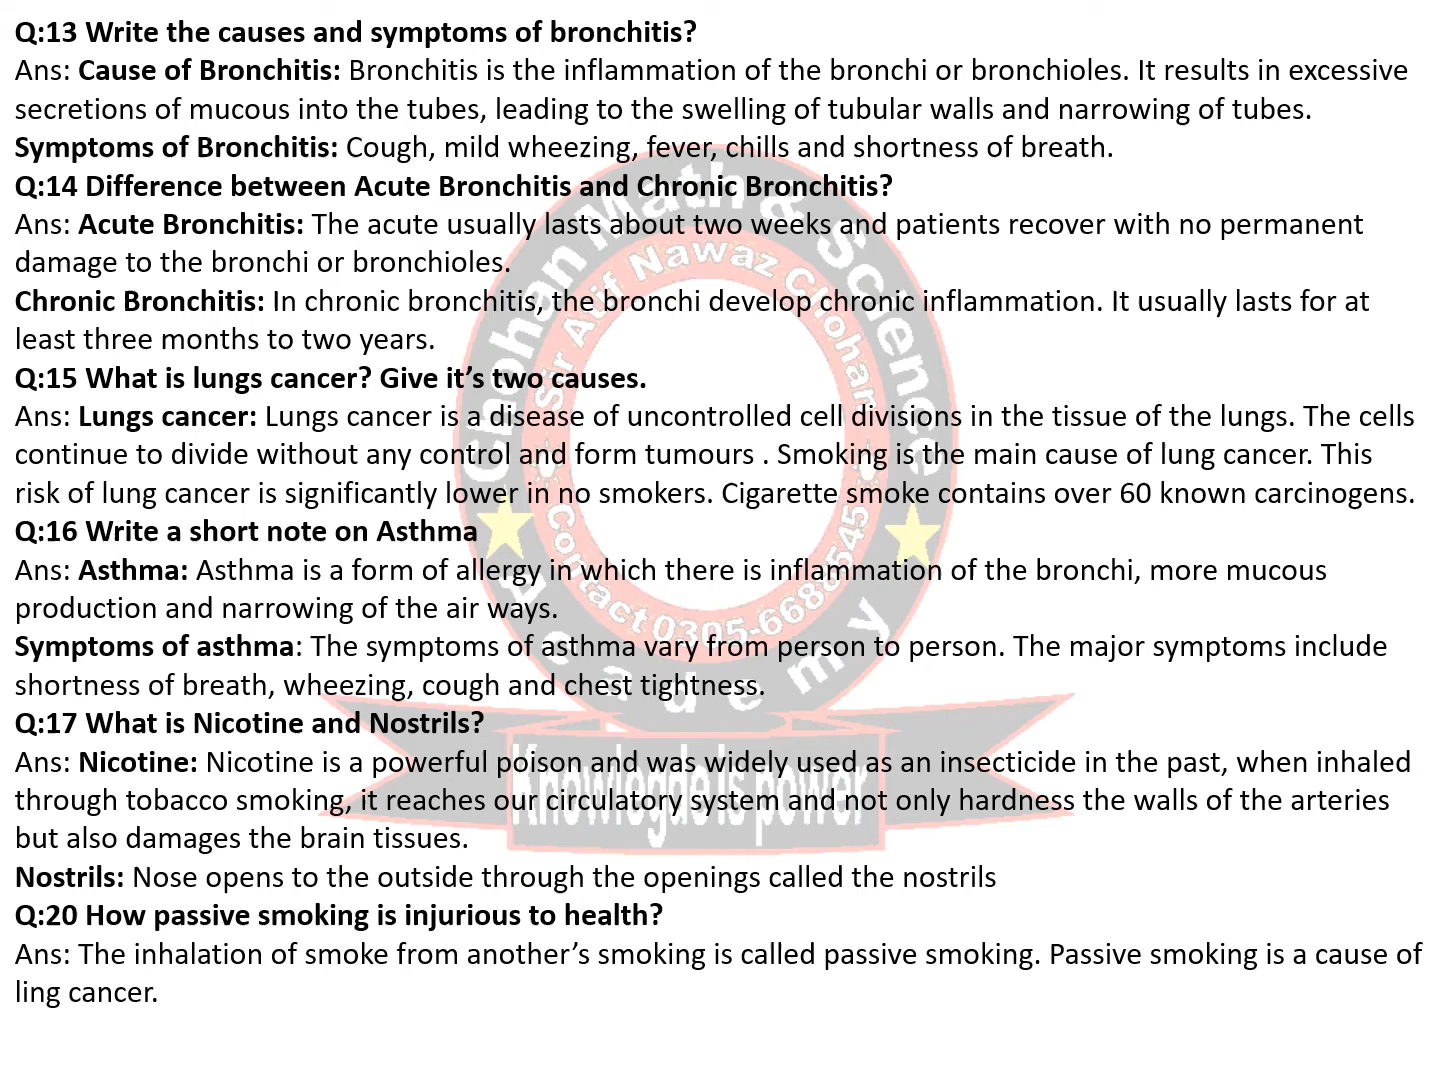 Q:13 Write the causes and symptoms of bronchitis?
Ans: Cause of Bronchitis: Bronchitis is the inflammation of the bronchi or bronchioles. It results in excessive
secretions of mucous into the tubes, leading to the swelling of tubular walls and narrowing of tubes.
Symptoms of Bronchitis: Cough, mild wheezing, fever, chills and shortness of breath.
Q:14 Difference between Acute Bronchitis and Chronic Bronchitis?
Ans: Acute Bronchitis: The acute usually lasts about two weeks and patients recover with no permanent
damage to the bronchi or bronchioles.
Chronic Bronchitis: In chronic bronchitis, the bronchi develop chronic inflammation. It usually lasts for at
least three months to two years.
Q:15 What is lungs cancer? Give it's two causes.
Ans: Lungs cancer: Lungs cancer is a disease of uncontrolled cell divisions in the tissue of the lungs. The cells
continue to divide without any control and form tumours . Smoking is the main cause of lung cancer. This
risk of lung cancer is significantly lower in no smokers. Cigarette smoke contains over 60 known carcinogens.
Q:16 Write a short note on Asthma
Ans: Asthma: Asthma is a form of allergy in which there is inflammation of the bronchi, more mucous
production and narrowing of the air ways.
Symptoms of asthma: The symptoms of asthma vary from person to person. The major symptoms include
shortness of breath, wheezing, cough and chest tightness.
Q:17 What is Nicotine and Nostrils?
Ans: Nicotine: Nicotine is a powerful poison and was widely used as an insecticide in the past, when inhaled
through tobacco smoking, it reaches our circulatory system and not only hardness the walls of the arteries
but also damages the brain tissues.
Nostrils: Nose opens to the outside through the openings called the nostrils
Q:20 How passive smoking is injurious to health?
Ans: The inhalation of smoke from another's smoking is called passive smoking. Passive smoking is a cause of
ling cancer.
Chohan Math & Science Academy
Sir Atif Nawaz Chohan
Contact 0305-
Knowlegde Is power